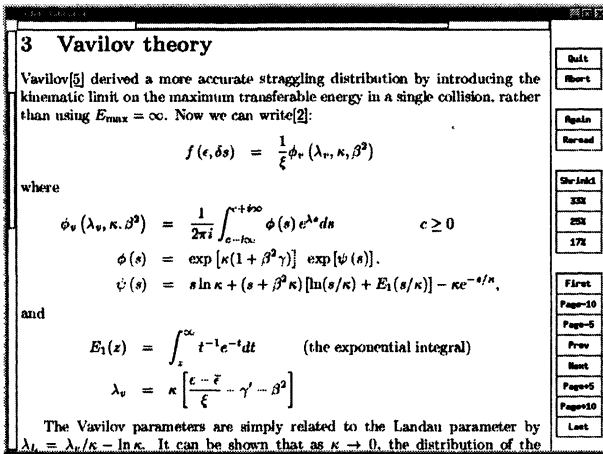 3 Vavilov theory
Vavilov[5] derived a more accurate straggling distribution by introducing the
kinematic limit on the maximum transferable energy in a single collision, rather
than using E_max = ∞. Now we can write[2]:
f (ϵ, δs) = 1/ξ ϕ_v (λ_v, κ, β²)
where
ϕ_v (λ_v, κ. β²) = 1/2πi ∫_{c−i∞}^{c+i∞} ϕ (s) e^{λs} ds c ≥ 0
ϕ (s) = exp [κ(1 + β²γ)] exp [ψ (s)] .
ψ (s) = s ln κ + (s + β²κ) [ln(s/κ) + E₁(s/κ)] − κe^{−s/κ},
and
E₁(z) = ∫_z^∞ t⁻¹e⁻ᵗdt (the exponential integral)
λ_v = κ [ (ϵ − ϵ̄)/ξ − γ′ − β² ]
The Vavilov parameters are simply related to the Landau parameter by
λ_L = λ_v/κ − ln κ. It can be shown that as κ → 0, the distribution of the
Quit
Abort
Again
Reread
Shrink1
33%
25%
17%
First
Page-10
Page-5
Prev
Next
Page+5
Page+10
Last